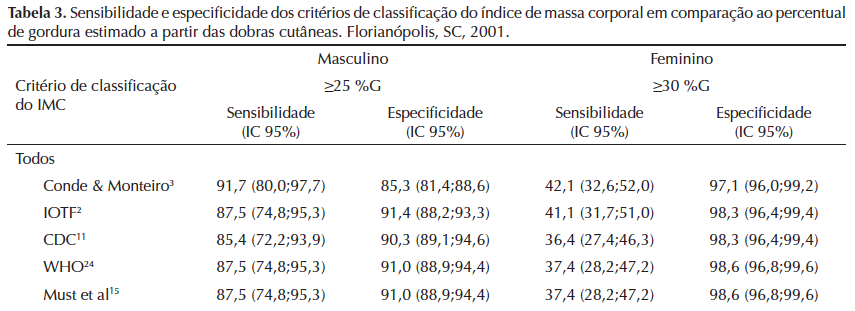 Tabela 3. Sensibilidade e especificidade dos critérios de classificação do índice de massa corporal em comparação ao percentual
de gordura estimado a partir das dobras cutâneas. Florianópolis, SC, 2001.
Masculino Feminino
Critério de classificação do IMC ≥25 %G ≥30 %G
Sensibilidade (IC 95%) Especificidade (IC 95%) Sensibilidade (IC 95%) Especificidade (IC 95%)
Todos
Conde & Monteiro³ 91,7 (80,0;97,7) 85,3 (81,4;88,6) 42,1 (32,6;52,0) 97,1 (96,0;99,2)
IOTF² 87,5 (74,8;95,3) 91,4 (88,2;93,3) 41,1 (31,7;51,0) 98,3 (96,4;99,4)
CDC¹¹ 85,4 (72,2;93,9) 90,3 (89,1;94,6) 36,4 (27,4;46,3) 98,3 (96,4;99,4)
WHO²⁴ 87,5 (74,8;95,3) 91,0 (88,9;94,4) 37,4 (28,2;47,2) 98,6 (96,8;99,6)
Must et al¹⁵ 87,5 (74,8;95,3) 91,0 (88,9;94,4) 37,4 (28,2;47,2) 98,6 (96,8;99,6)